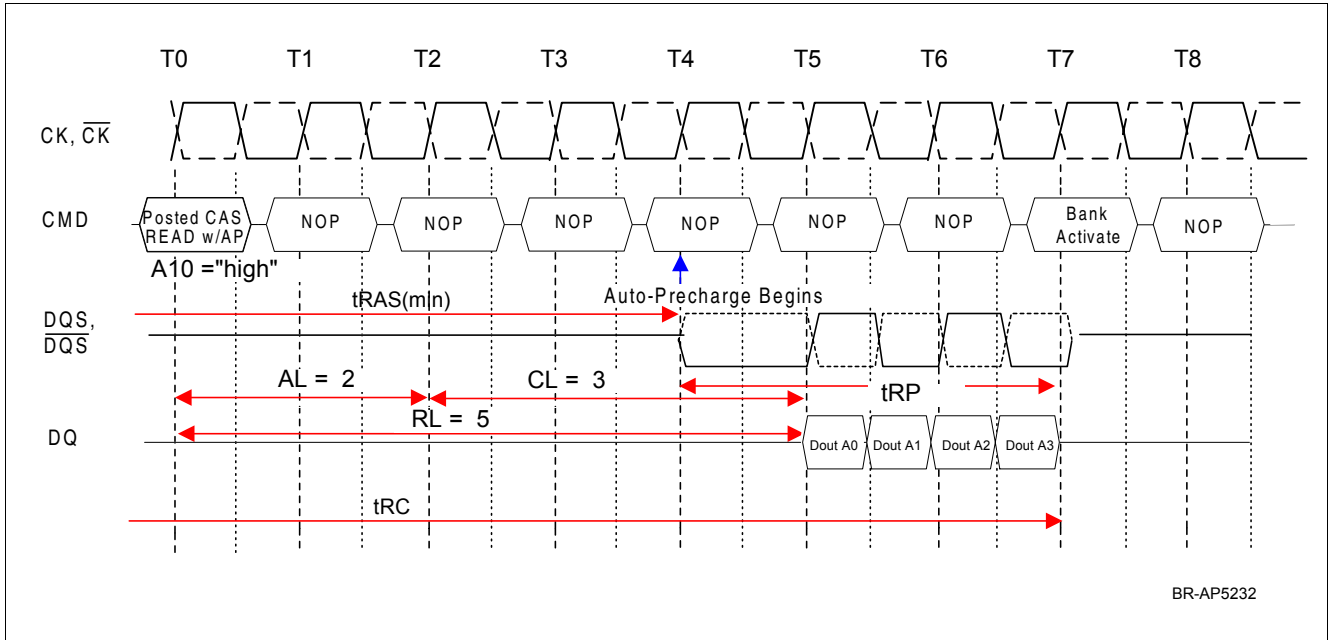 T0 T1 T2 T3 T4 T5 T6 T7 T8
CK, CK
CMD
Posted CAS
READ w/AP
NOP NOP NOP NOP NOP NOP
Bank
Activate
NOP
A10 ="high"
tRAS(min)
Auto-Precharge Begins
DQS,
DQS
AL = 2
CL = 3
tRP
RL = 5
DQ
Dout A0 Dout A1 Dout A2 Dout A3
tRC
BR-AP5232